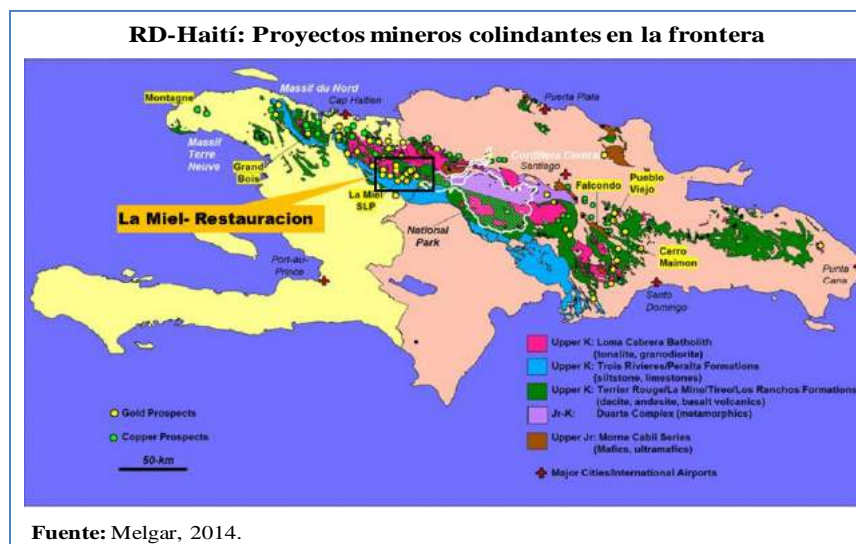 RD-Haití: Proyectos mineros colindantes en la frontera
Massif du Nord
Cap Haitien
Montagne
Puerto Plata
Massif
Terre
Neuve
Grand
Bois
Cordillera Central
Santiago
Pueblo
Viejo
Falcondo
La Miel
SLP
La Miel- Restauracion
National
Park
Cerro
Maimon
Port-au-
Prince
Santo
Domingo
Punta
Cana
Upper K: Loma Cabrera Batholith
(tonalite, granodiorite)
Upper K: Trois Rivieres/Peralta Formations
(siltstone, limestones)
Upper K: Terrier Rouge/La Mine/Tireo/Los Ranchos Formations
(dacite, andesite, basalt volcanics)
Jr-K: Duarte Complex (metamorphics)
Upper Jr: Morne Cabil Series
(Mafics, ultramafics)
Major Cities/International Airports
Gold Prospects
Copper Prospects
50-km
Fuente: Melgar, 2014.